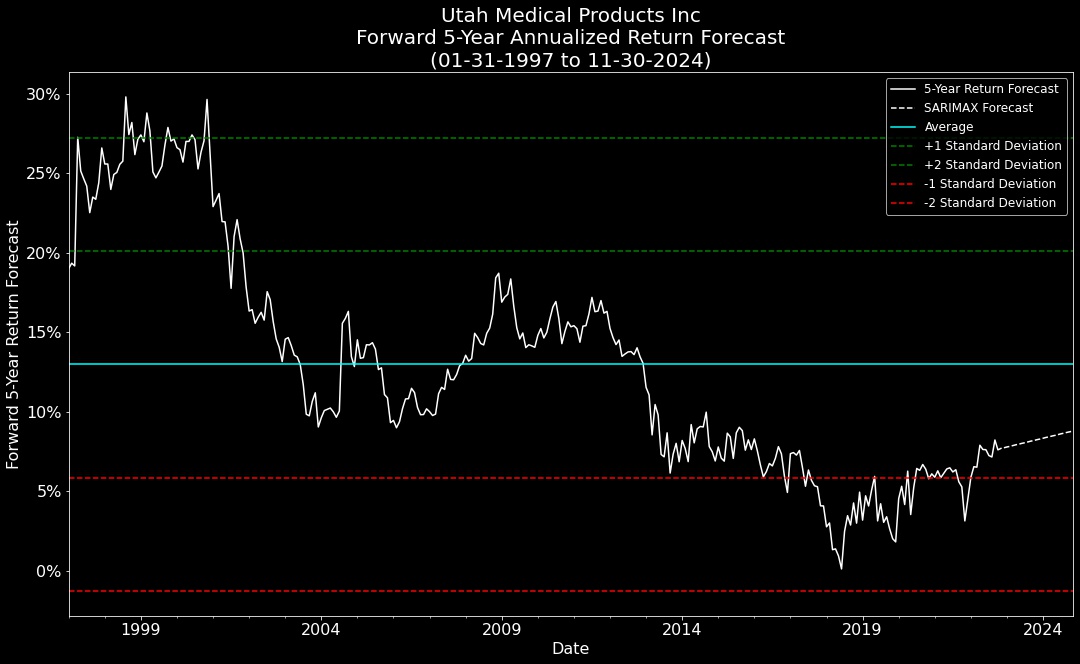 Utah Medical Products Inc
Forward 5-Year Annualized Return Forecast
(01-31-1997 to 11-30-2024)
5-Year Return Forecast
SARIMAX Forecast
Average
+1 Standard Deviation
+2 Standard Deviation
-1 Standard Deviation
-2 Standard Deviation
Forward 5-Year Return Forecast
30%
25%
20%
15%
10%
5%
0%
1999
2004
2009
2014
2019
2024
Date